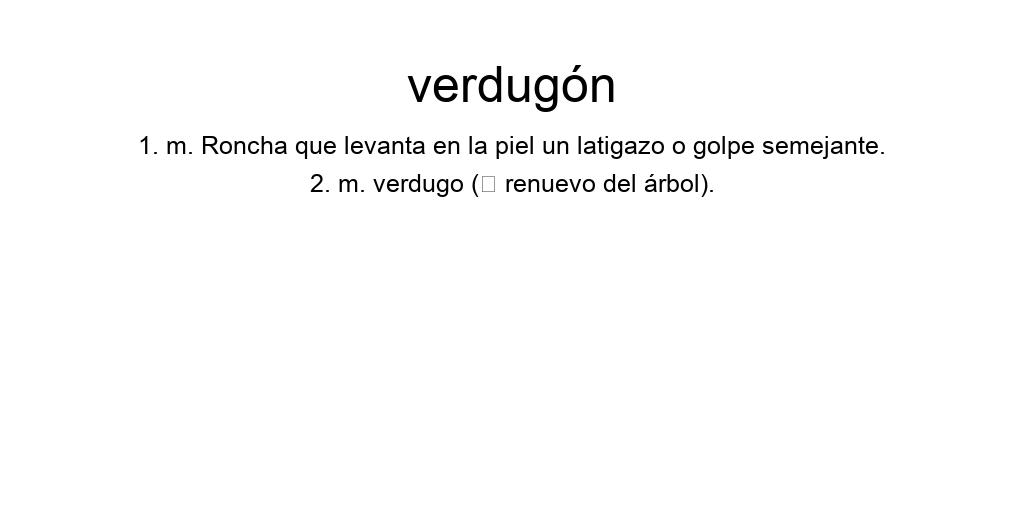 verdugón
1. m. Roncha que levanta en la piel un latigazo o golpe semejante.
2. m. verdugo (▯ renuevo del árbol).